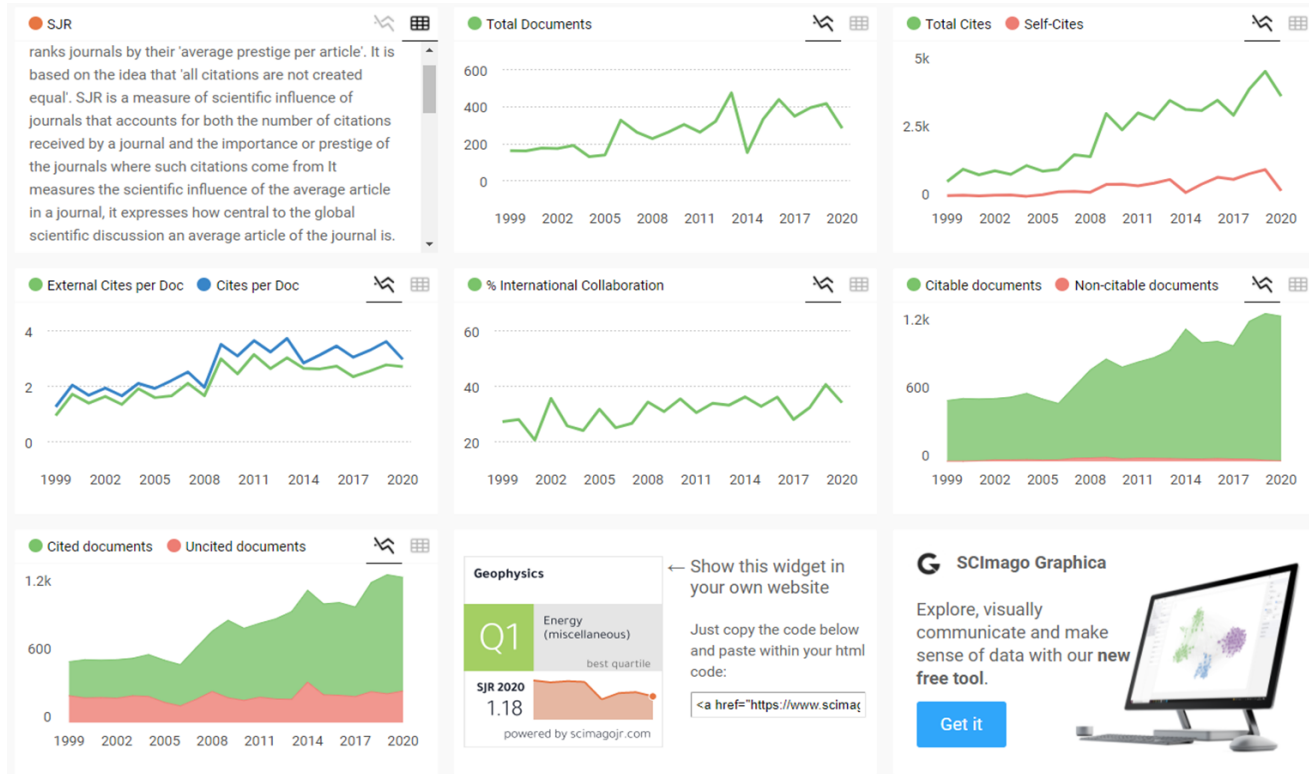 SJR
ranks journals by their 'average prestige per article'. It is
based on the idea that 'all citations are not created
equal'. SJR is a measure of scientific influence of
journals that accounts for both the number of citations
received by a journal and the importance or prestige of
the journals where such citations come from It
measures the scientific influence of the average article
in a journal, it expresses how central to the global
scientific discussion an average article of the journal is.
Total Documents
600
400
200
0
1999 2002 2005 2008 2011 2014 2017 2020
Total Cites Self-Cites
5k
2.5k
0
1999 2002 2005 2008 2011 2014 2017 2020
External Cites per Doc Cites per Doc
4
2
0
1999 2002 2005 2008 2011 2014 2017 2020
% International Collaboration
60
40
20
1999 2002 2005 2008 2011 2014 2017 2020
Citable documents Non-citable documents
1.2k
600
0
1999 2002 2005 2008 2011 2014 2017 2020
Cited documents Uncited documents
1.2k
600
0
1999 2002 2005 2008 2011 2014 2017 2020
Geophysics
Q1
Energy
(miscellaneous)
best quartile
SJR 2020
1.18
powered by scimagojr.com
← Show this widget in
your own website
Just copy the code below
and paste within your html
code:
<a href="https://www.scimag
SCImago Graphica
Explore, visually
communicate and make
sense of data with our new
free tool.
Get it